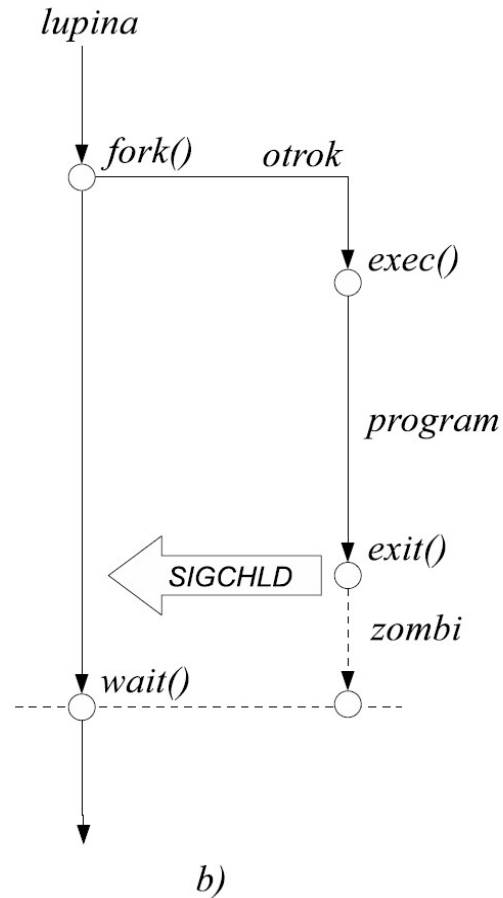 lupina
fork()
otrok
exec()
program
exit()
SIGCHLD
zombi
wait()
b)